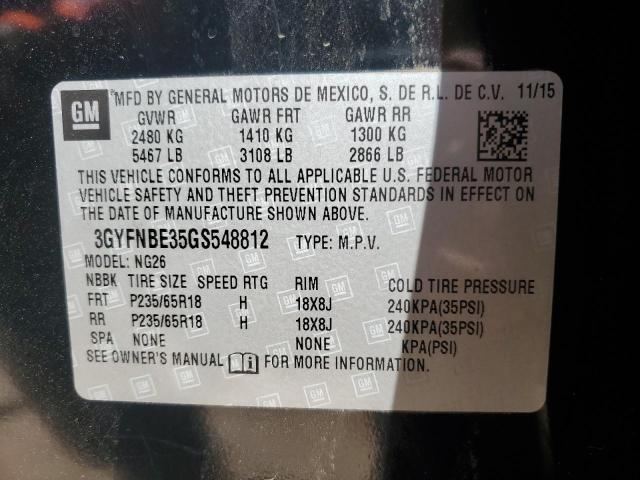 GM ®MFD BY GENERAL MOTORS DE MEXICO, S. DE R.L. DE C.V. 11/15
GVWR GAWR FRT GAWR RR
2480 KG 1410 KG 1300 KG
5467 LB 3108 LB 2866 LB
THIS VEHICLE CONFORMS TO ALL APPLICABLE U.S. FEDERAL MOTOR
VEHICLE SAFETY AND THEFT PREVENTION STANDARDS IN EFFECT ON
THE DATE OF MANUFACTURE SHOWN ABOVE.
3GYFNBE35GS548812 TYPE: M.P.V.
MODEL: NG26
NBBK TIRE SIZE SPEED RTG RIM COLD TIRE PRESSURE
FRT P235/65R18 H 18X8J 240KPA(35PSI)
RR P235/65R18 H 18X8J 240KPA(35PSI)
SPA NONE NONE KPA(PSI)
SEE OWNER'S MANUAL FOR MORE INFORMATION.